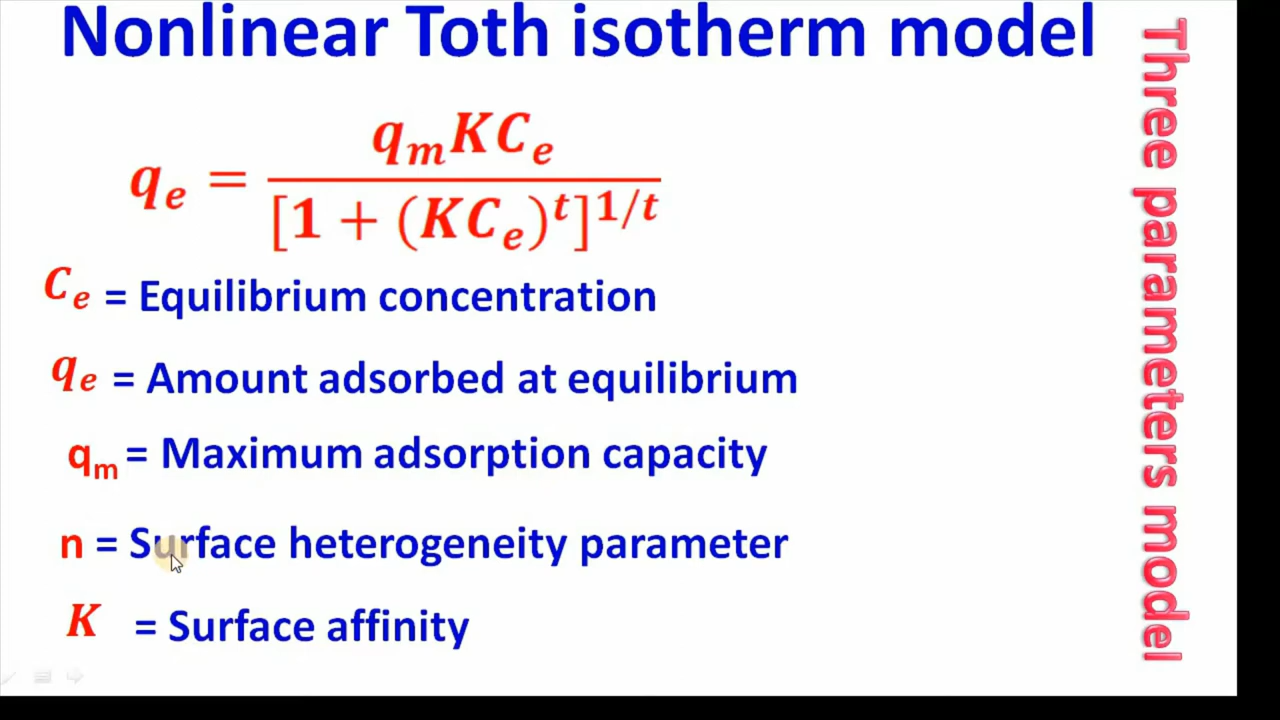 Nonlinear Toth isotherm model
qₑ = qₘKCₑ / [1 + (KCₑ)ᵗ]^1/t
Cₑ = Equilibrium concentration
qₑ = Amount adsorbed at equilibrium
qₘ = Maximum adsorption capacity
n = Surface heterogeneity parameter
K = Surface affinity
Three parameters model